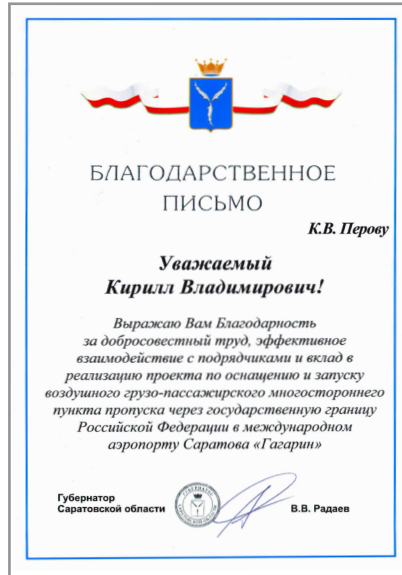 БЛАГОДАРСТВЕННОЕ
ПИСЬМО
К.В. Перову
Уважаемый
Кирилл Владимирович!
Выражаю Вам Благодарность
за добросовестный труд, эффективное
взаимодействие с подрядчиками и вклад в
реализацию проекта по оснащению и запуску
воздушного грузо-пассажирского многостороннего
пункта пропуска через государственную границу
Российской Федерации в международном
аэропорту Саратова «Гагарин»
Губернатор
Саратовской области
В.В. Радаев